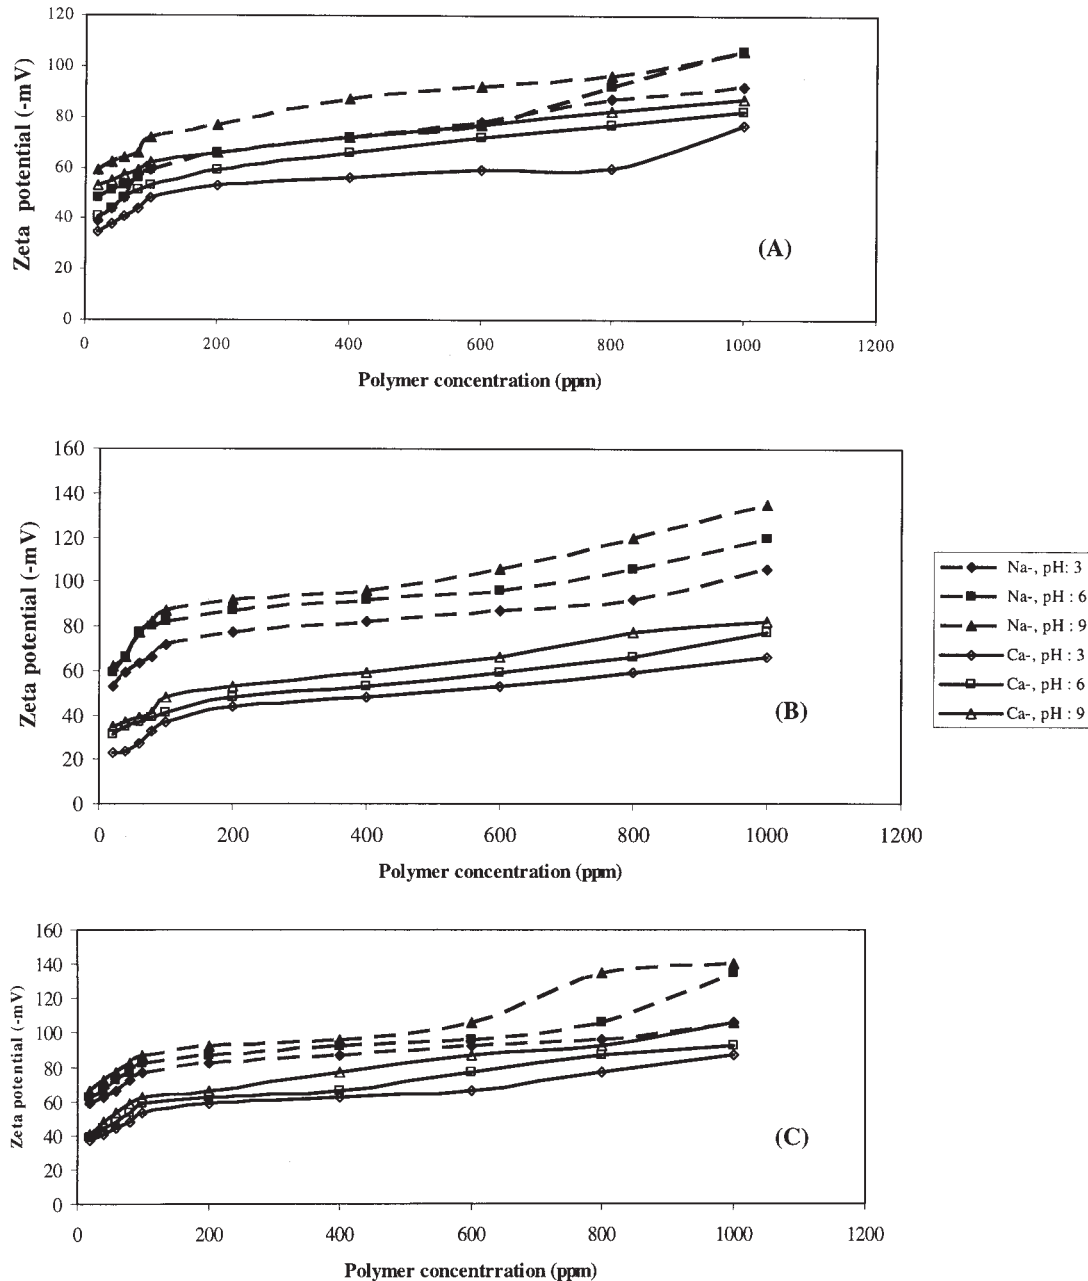 120
100
80
60
40
20
0
Zeta potential (-mV)
(A)
0 200 400 600 800 1000 1200
Polymer concentration (ppm)
160
140
120
100
80
60
40
20
0
Zeta potential (-mV)
(B)
0 200 400 600 800 1000 1200
Polymer concentration (ppm)
Na-, pH: 3
Na-, pH : 6
Na-, pH : 9
Ca-, pH : 3
Ca-, pH : 6
Ca-, pH : 9
160
140
120
100
80
60
40
20
0
Zeta potential (-mV)
(C)
0 200 400 600 800 1000 1200
Polymer concentrration (ppm)